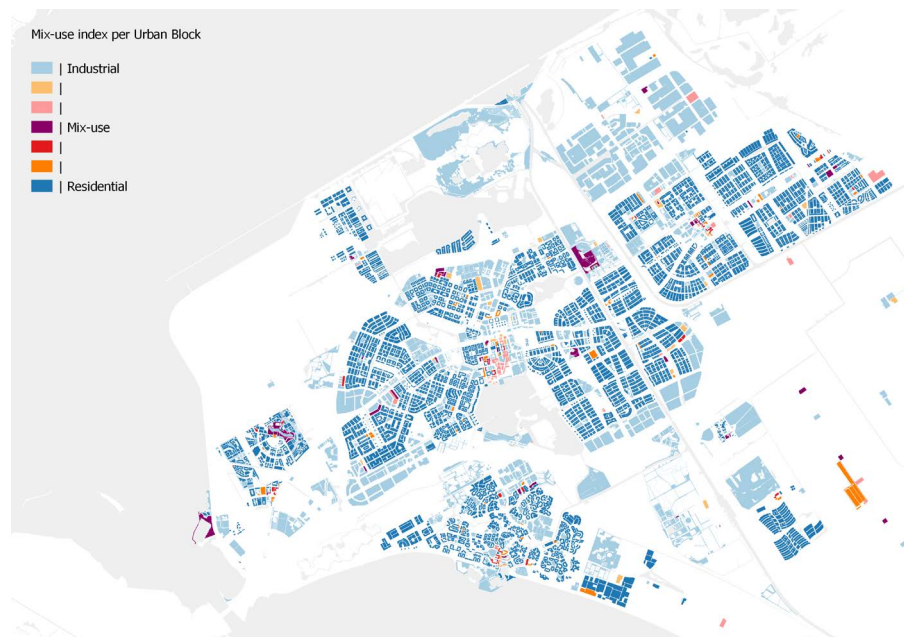 Mix-use index per Urban Block
| Industrial
|
|
| Mix-use
|
|
| Residential